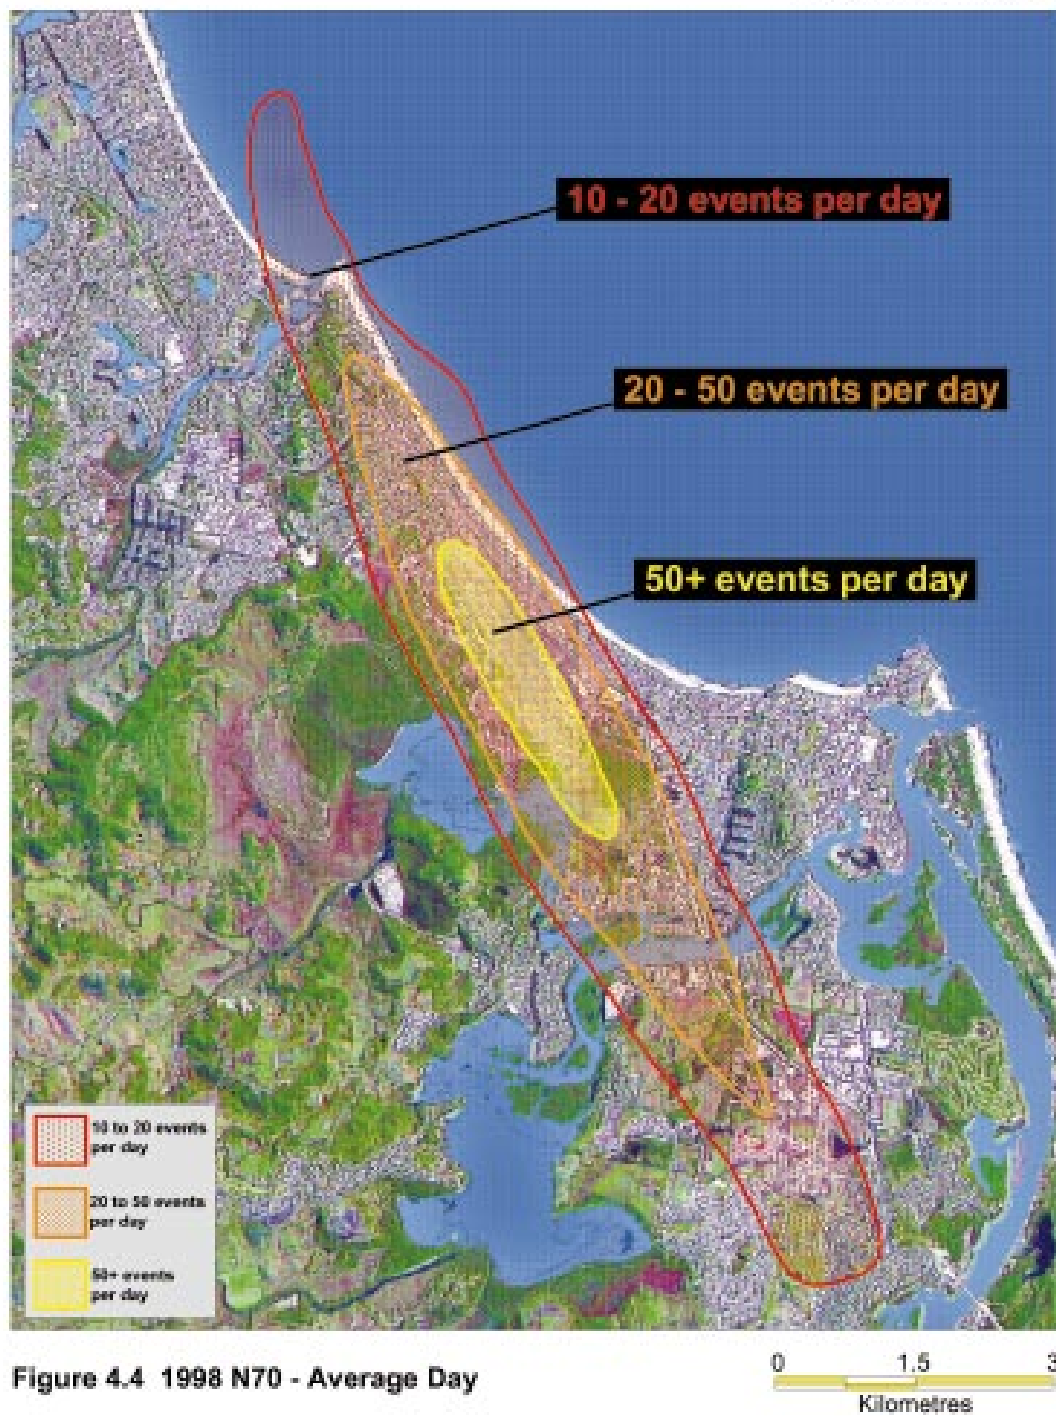 10 - 20 events per day
20 - 50 events per day
50+ events per day
10 to 20 events
per day
20 to 50 events
per day
50+ events
per day
Figure 4.4 1998 N70 - Average Day
0 1.5 3
Kilometres